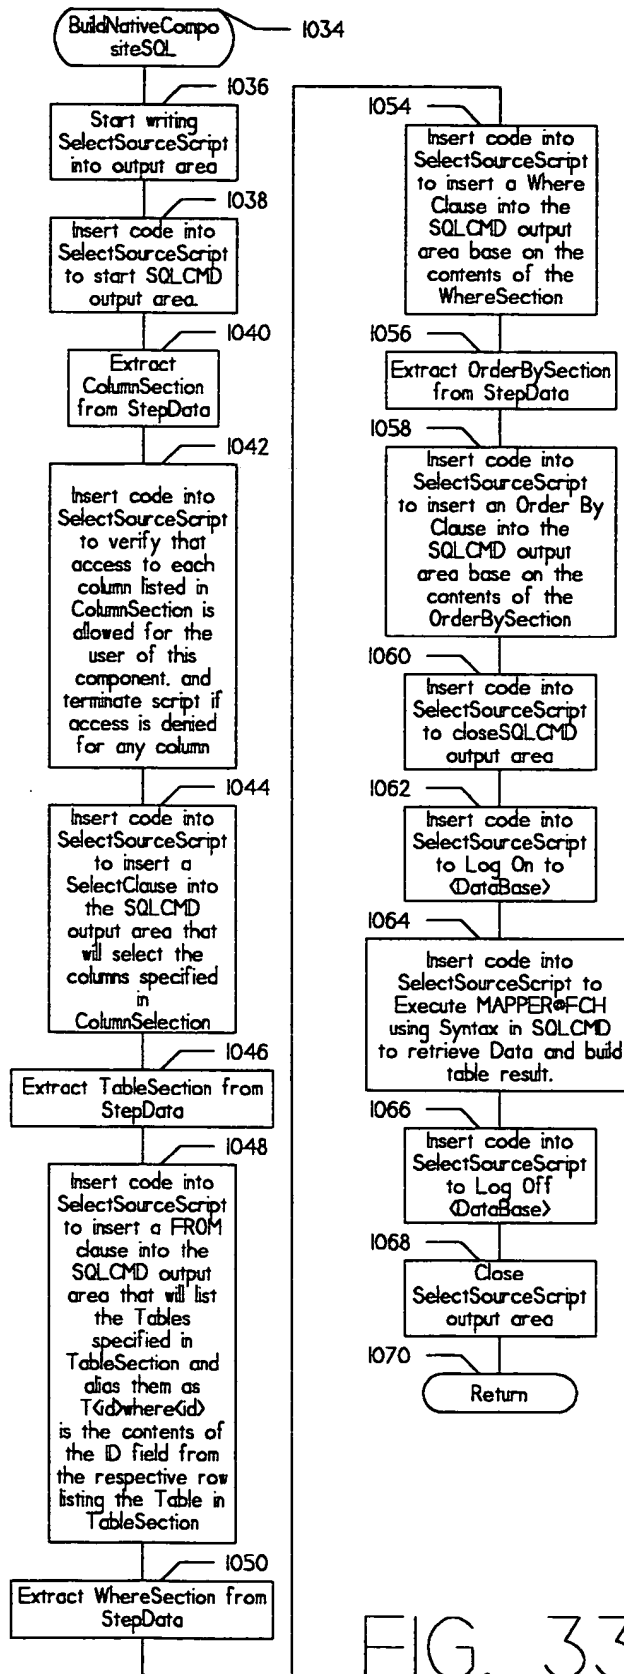 BuildNativeCompo
siteSQL
1034
1036
Start writing
SelectSourceScript
into output area
1038
Insert code into
SelectSourceScript
to start SQLCMD
output area.
1040
Extract
ColumnSection
from StepData
1042
Insert code into
SelectSourceScript
to verify that
access to each
column listed in
ColumnSection is
allowed for the
user of this
component. and
terminate script if
access is denied
for any column
1044
Insert code into
SelectSourceScript
to insert a
SelectClause into
the SQLCMD
output area that
will select the
columns specified
in
ColumnSelection
1046
Extract TableSection from
StepData
1048
Insert code into
SelectSourceScript
to insert a FROM
clause into the
SQLCMD output
area that will list
the Tables
specified in
TableSection and
alias them as
T<id>where<id>
is the contents of
the ID field from
the respective row
listing the Table in
TableSection
1050
Extract WhereSection from
StepData
1054
Insert code into
SelectSourceScript
to insert a Where
Clause into the
SQLCMD output
area base on the
contents of the
WhereSection
1056
Extract OrderBySection
from StepData
1058
Insert code into
SelectSourceScript
to insert an Order By
Clause into the
SQLCMD output
area base on the
contents of the
OrderBySection
1060
Insert code into
SelectSourceScript
to closeSQLCMD
output area
1062
Insert code into
SelectSourceScript
to Log On to
<DataBase>
1064
Insert code into
SelectSourceScript to
Execute MAPPER@FCH
using Syntax in SQLCMD
to retrieve Data and build
table result.
1066
Insert code into
SelectSourceScript
to Log Off
<DataBase>
1068
Close
SelectSourceScript
output area
1070
Return
FIG. 33